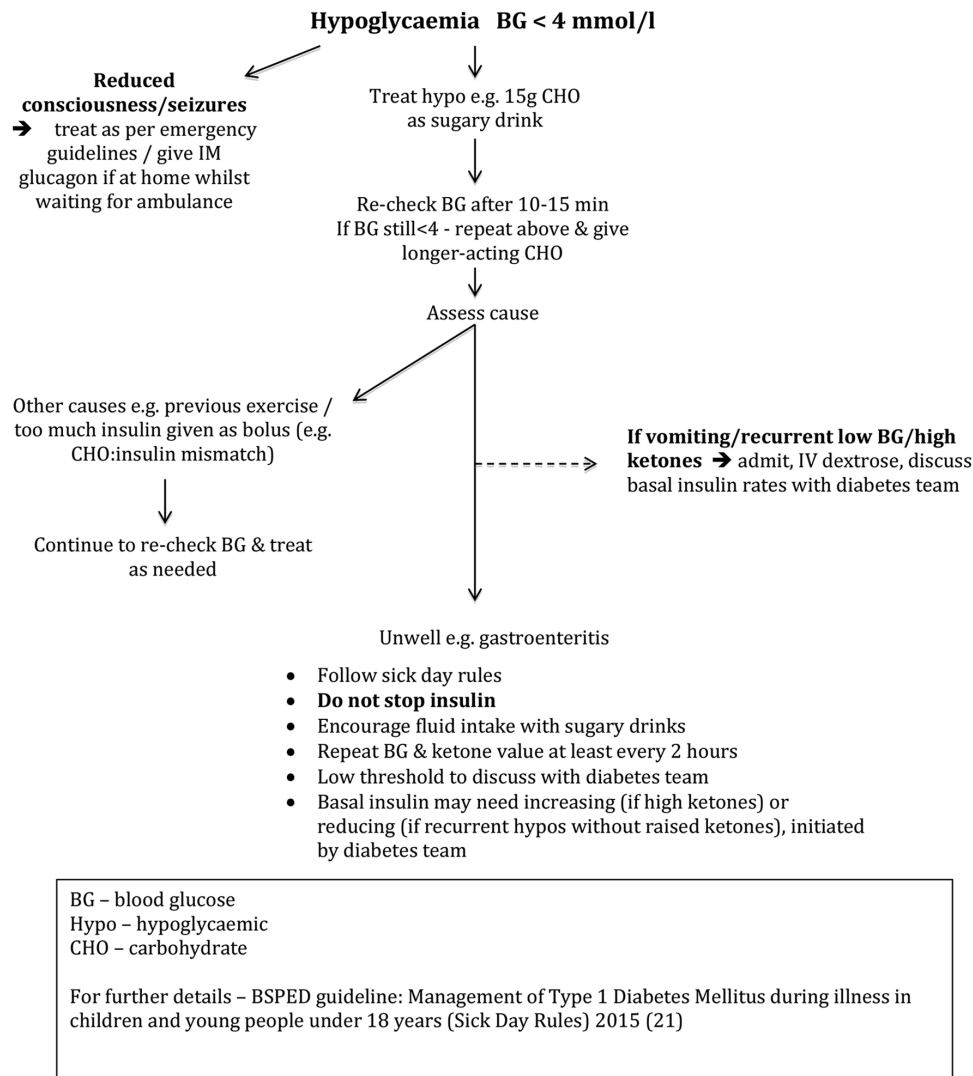 Hypoglycaemia BG < 4 mmol/l
Reduced
consciousness/seizures
➔ treat as per emergency
guidelines / give IM
glucagon if at home whilst
waiting for ambulance
Treat hypo e.g. 15g CHO
as sugary drink
Re-check BG after 10-15 min
If BG still<4 - repeat above & give
longer-acting CHO
Assess cause
Other causes e.g. previous exercise /
too much insulin given as bolus (e.g.
CHO:insulin mismatch)
Continue to re-check BG & treat
as needed
If vomiting/recurrent low BG/high
ketones ➔ admit, IV dextrose, discuss
basal insulin rates with diabetes team
Unwell e.g. gastroenteritis
• Follow sick day rules
• Do not stop insulin
• Encourage fluid intake with sugary drinks
• Repeat BG & ketone value at least every 2 hours
• Low threshold to discuss with diabetes team
• Basal insulin may need increasing (if high ketones) or
reducing (if recurrent hypos without raised ketones), initiated
by diabetes team
BG – blood glucose
Hypo – hypoglycaemic
CHO – carbohydrate
For further details – BSPED guideline: Management of Type 1 Diabetes Mellitus during illness in
children and young people under 18 years (Sick Day Rules) 2015 (21)